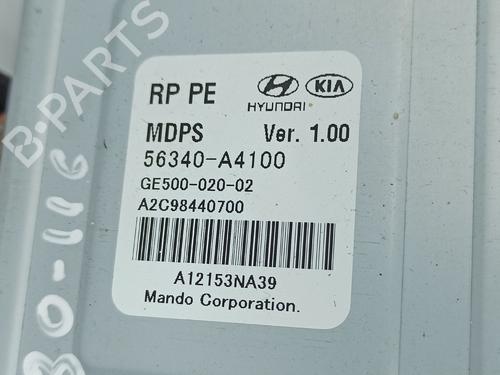 B-PARTS
RP PE
HYUNDAI
KIA
MDPS Ver. 1.00
56340-A4100
GE500-020-02
A2C98440700
A12153NA39
Mando Corporation.